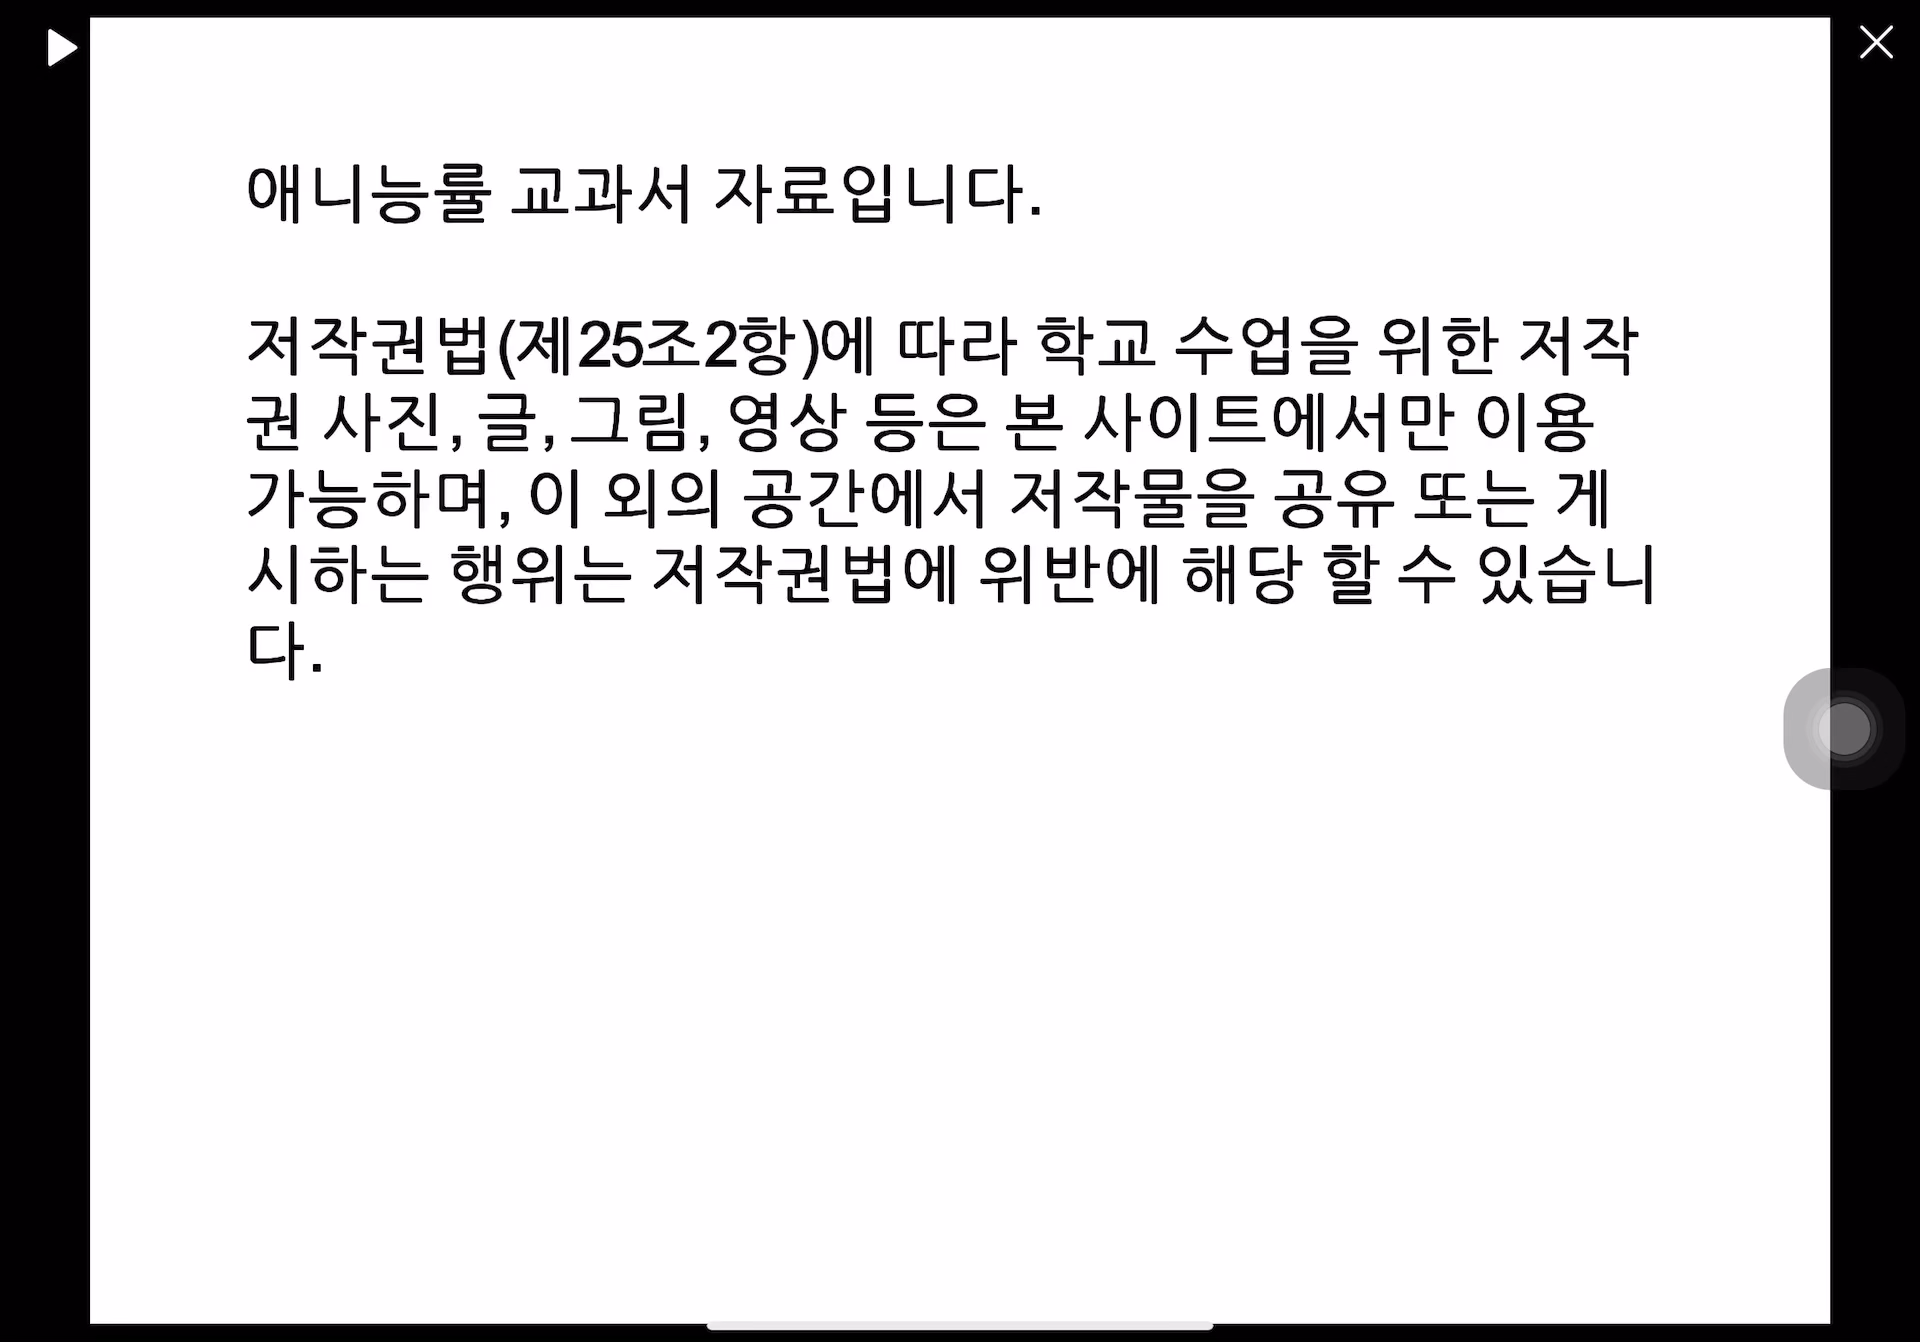 애니능률 교과서 자료입니다.
저작권법(제25조2항)에 따라 학교 수업을 위한 저작
권 사진, 글, 그림, 영상 등은 본 사이트에서만 이용
가능하며, 이 외의 공간에서 저작물을 공유 또는 게
시하는 행위는 저작권법에 위반에 해당 할 수 있습니
다.